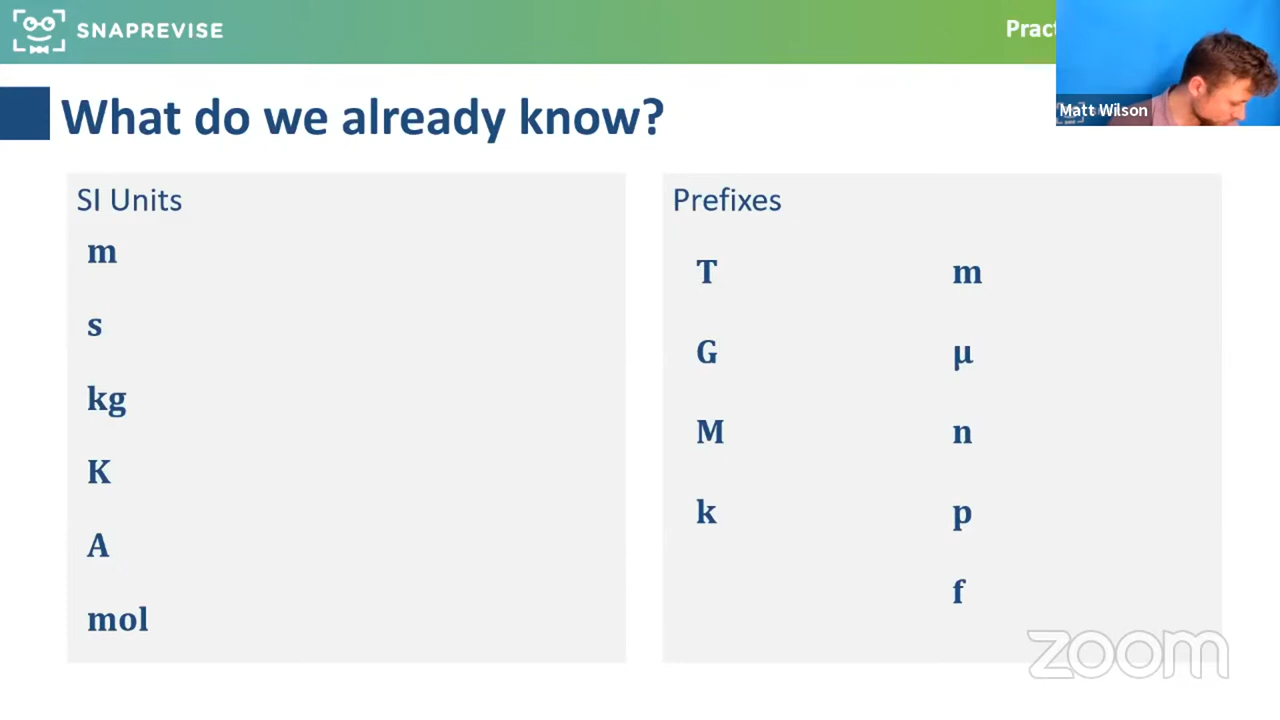 SNAPREVISE
Pract
Matt Wilson
What do we already know?
SI Units
m
s
kg
K
A
mol
Prefixes
T
m
G
μ
M
n
k
p
f
zoom